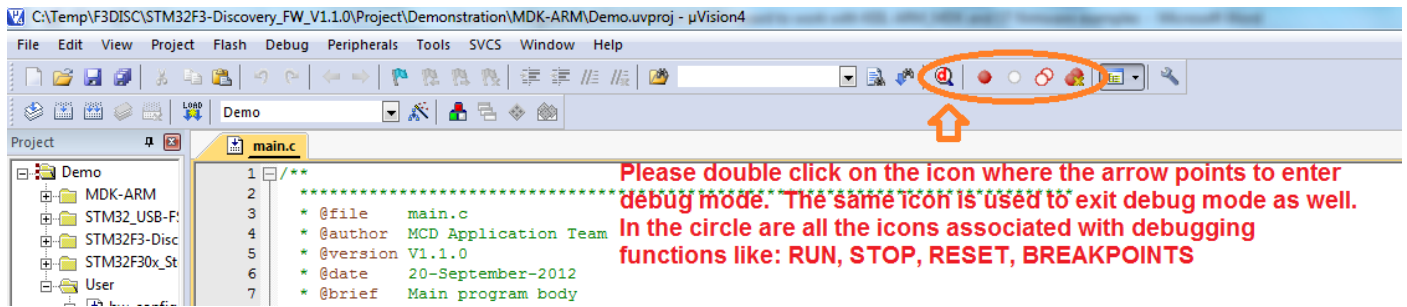 C:\Temp\F3DISC\STM32F3-Discovery_FW_V1.1.0\Project\Demonstration\MDK-ARM\Demo.uvproj - µVision4
File Edit View Project Flash Debug Peripherals Tools SVCS Window Help
LOAD Demo
Project
main.c
Demo
MDK-ARM
STM32_USB-F
STM32F3-Disc
STM32F30x_St
User
1 /**
2 ******************************************************************************
3 * @file main.c
4 * @author MCD Application Team
5 * @version V1.1.0
6 * @date 20-September-2012
7 * @brief Main program body
Please double click on the icon where the arrow points to enter
debug mode. The same icon is used to exit debug mode as well.
In the circle are all the icons associated with debugging
functions like: RUN, STOP, RESET, BREAKPOINTS